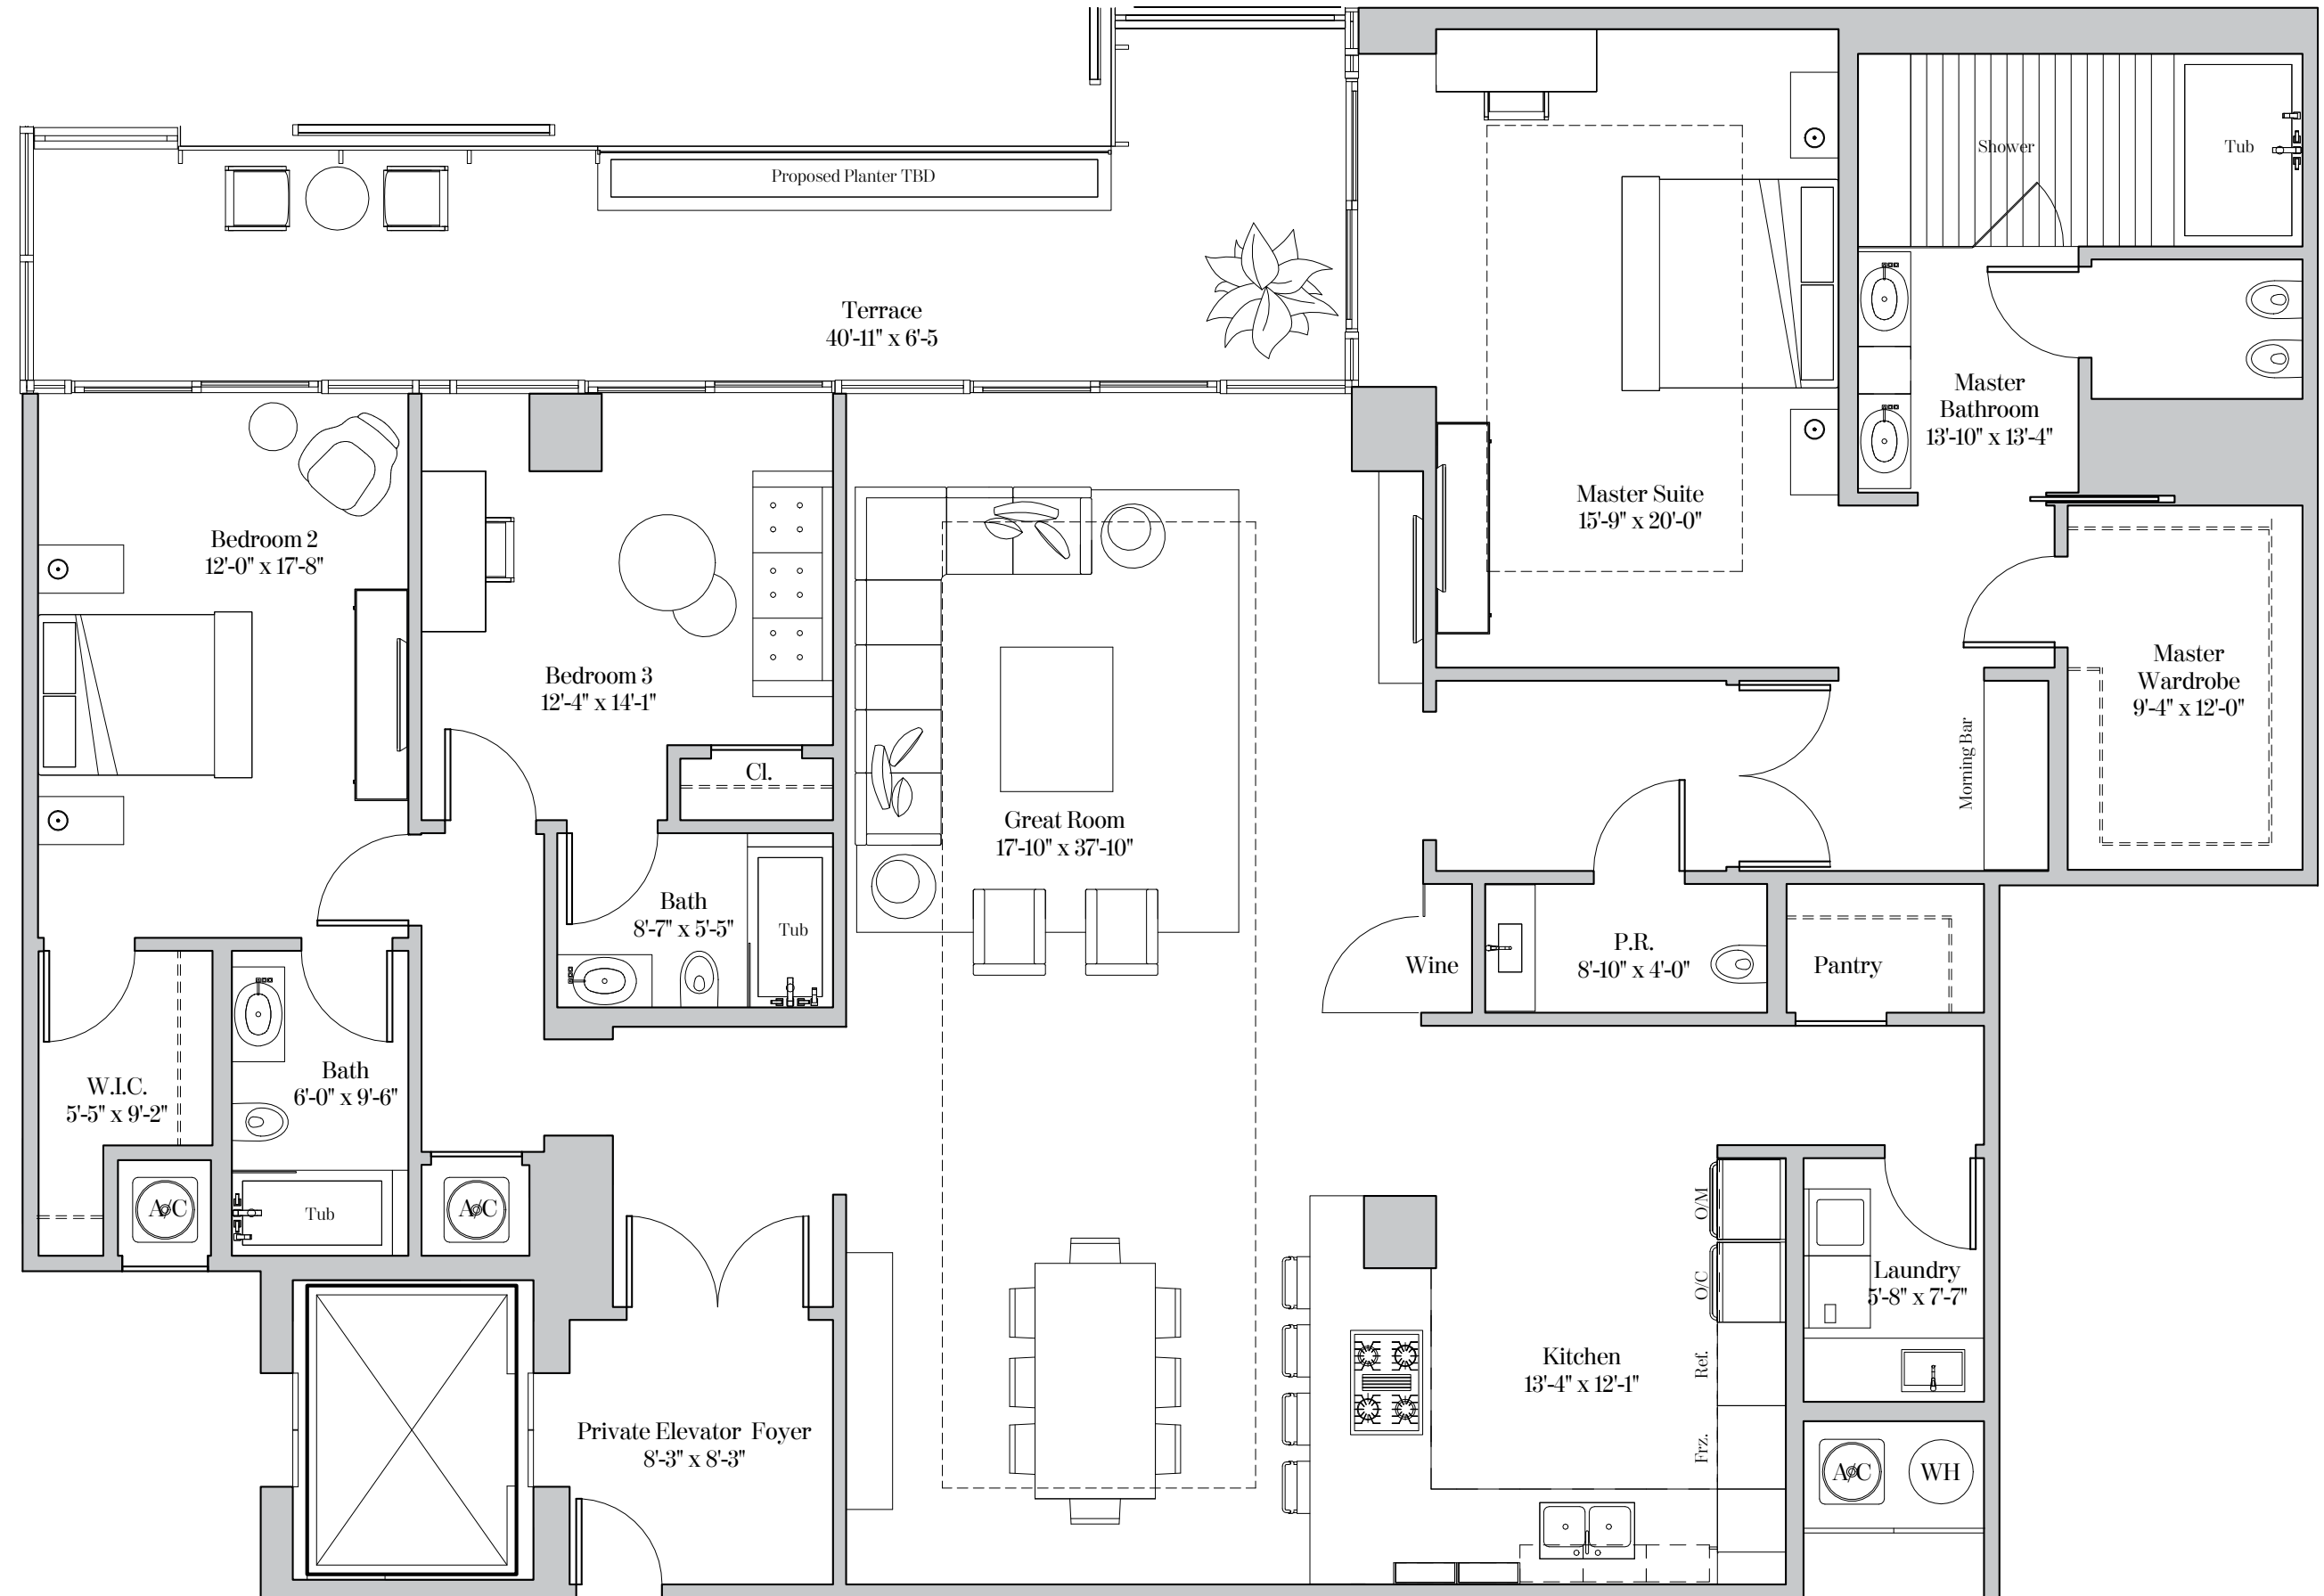 Proposed Planter TBD
Shower
Tub
Terrace
40'-11" x 6'-5
Master
Bathroom
13'-10" x 13'-4"
Master Suite
15'-9" x 20'-0"
Bedroom 2
12'-0" x 17'-8"
Bedroom 3
12'-4" x 14'-1"
Master
Wardrobe
9'-4" x 12'-0"
Morning Bar
Cl.
Great Room
17'-10" x 37'-10"
Bath
8'-7" x 5'-5"
Tub
Wine
P.R.
8'-10" x 4'-0"
Pantry
W.I.C.
5'-5" x 9'-2"
Bath
6'-0" x 9'-6"
A/C
Tub
A/C
O/M
O/C
Laundry
5'-8" x 7'-7"
Ref.
Kitchen
13'-4" x 12'-1"
Private Elevator Foyer
8'-3" x 8'-3"
Frz.
A/C
WH